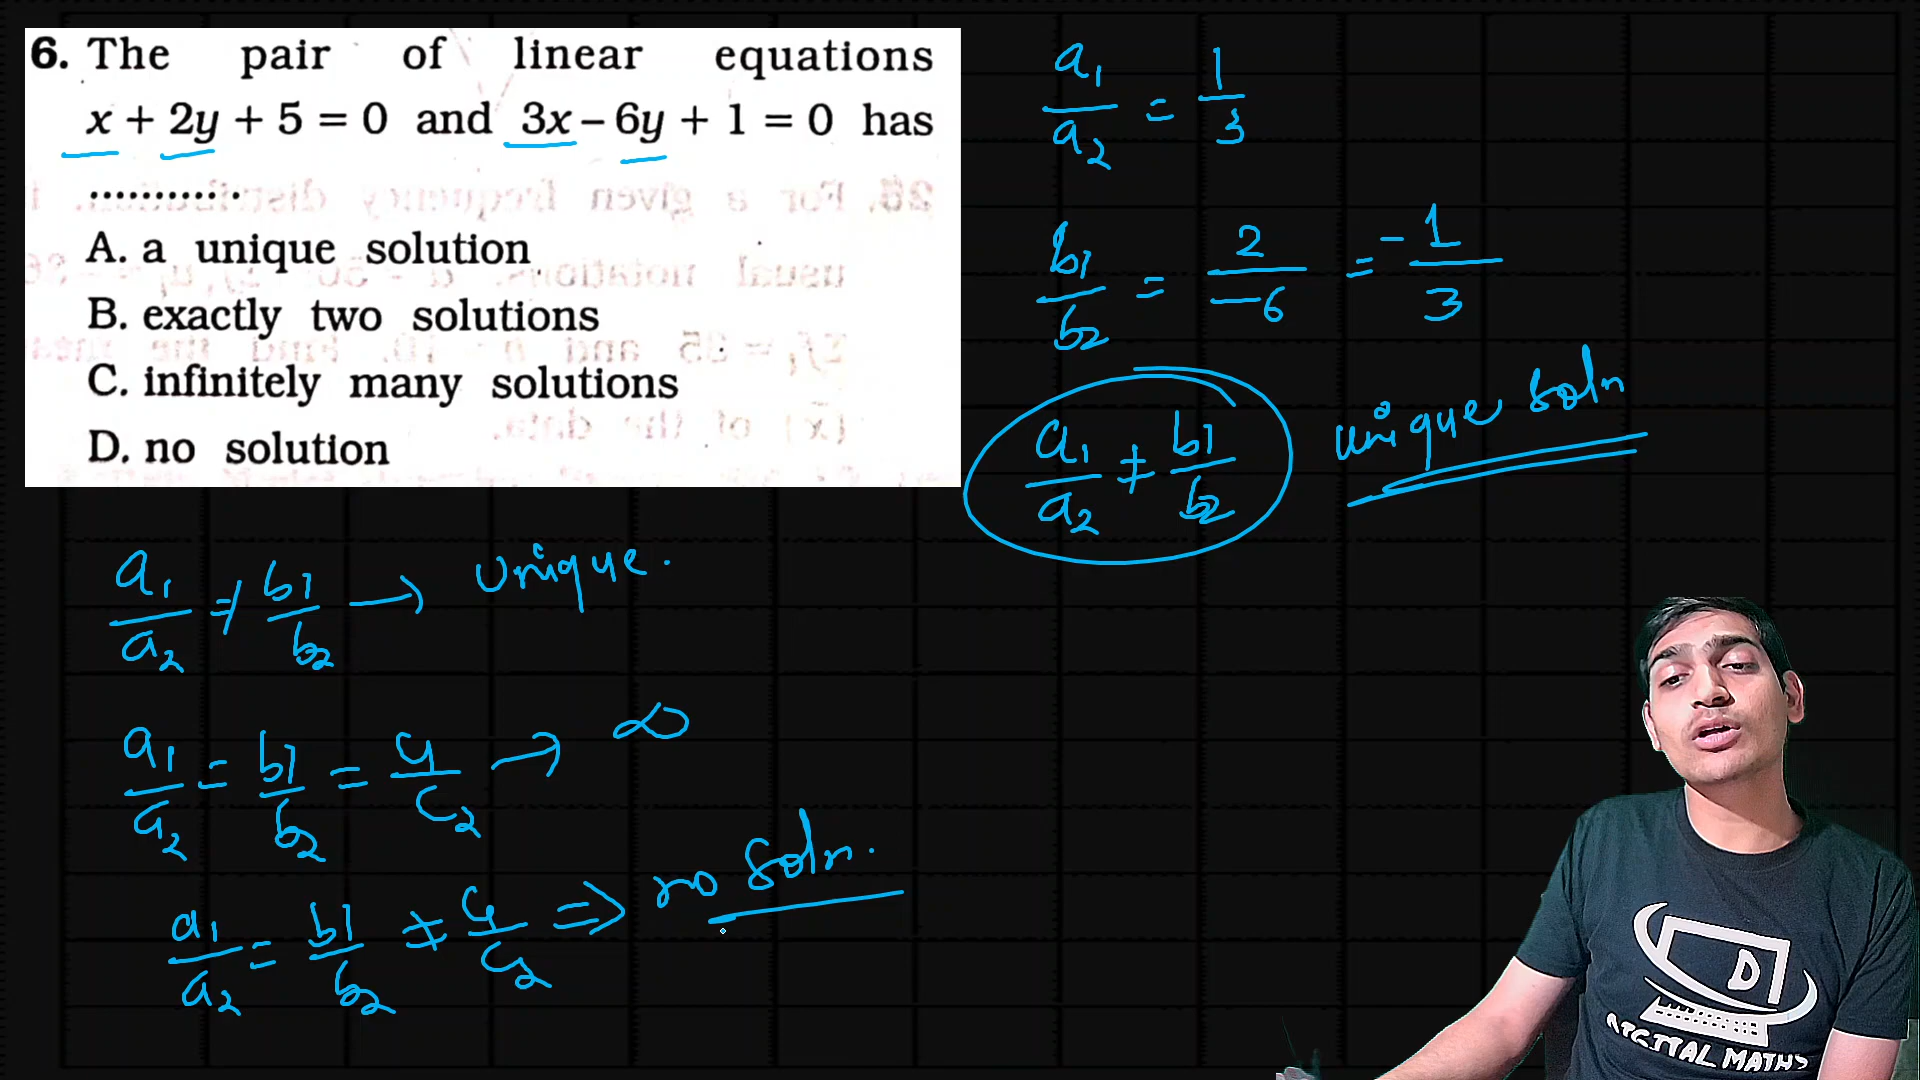 6. The pair of linear equations
x + 2y + 5 = 0 and 3x – 6y + 1 = 0 has
............
A. a unique solution
B. exactly two solutions
C. infinitely many solutions
D. no solution
a1/a2 = 1/3
b1/b2 = 2/-6 = -1/3
a1/a2 ≠ b1/b2 unique soln
a1/a2 ≠ b1/b2 → unique.
a1/a2 = b1/b2 = c1/c2 → ∞
a1/a2 = b1/b2 ≠ c1/c2 ⇒ no soln.
D
DIGITAL MATHS